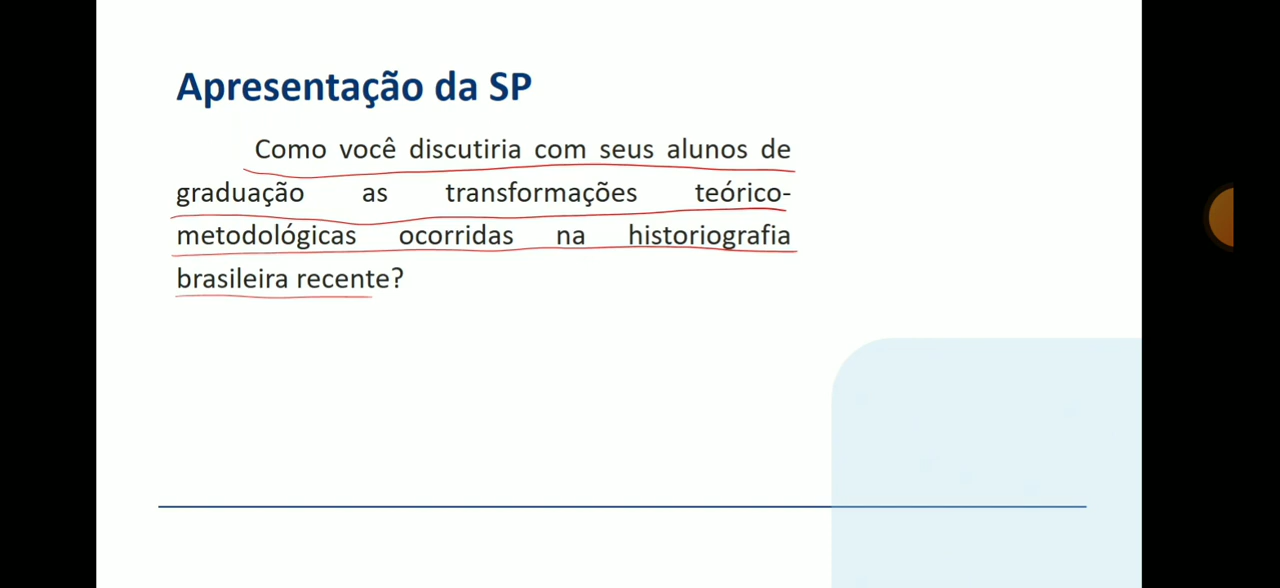 Apresentação da SP
Como você discutiria com seus alunos de
graduação as transformações teórico-
metodológicas ocorridas na historiografia
brasileira recente?